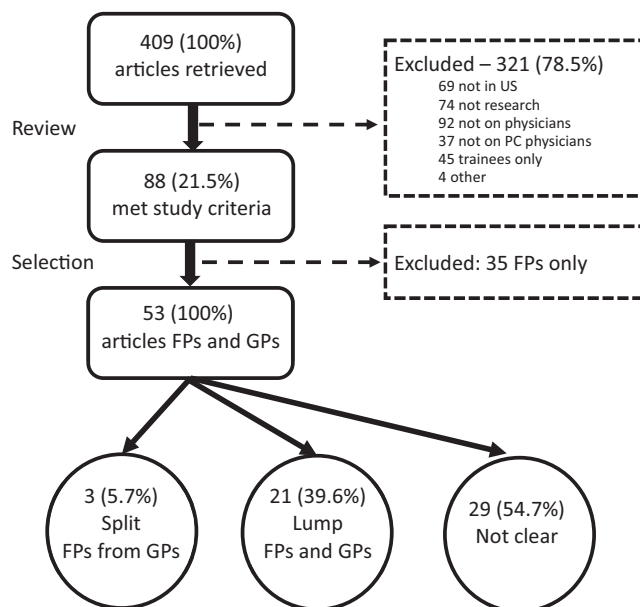 409 (100%)
articles retrieved
Excluded – 321 (78.5%)
69 not in US
74 not research
92 not on physicians
37 not on PC physicians
45 trainees only
4 other
Review
88 (21.5%)
met study criteria
Selection
Excluded: 35 FPs only
53 (100%)
articles FPs and GPs
3 (5.7%)
Split
FPs from GPs
21 (39.6%)
Lump
FPs and GPs
29 (54.7%)
Not clear